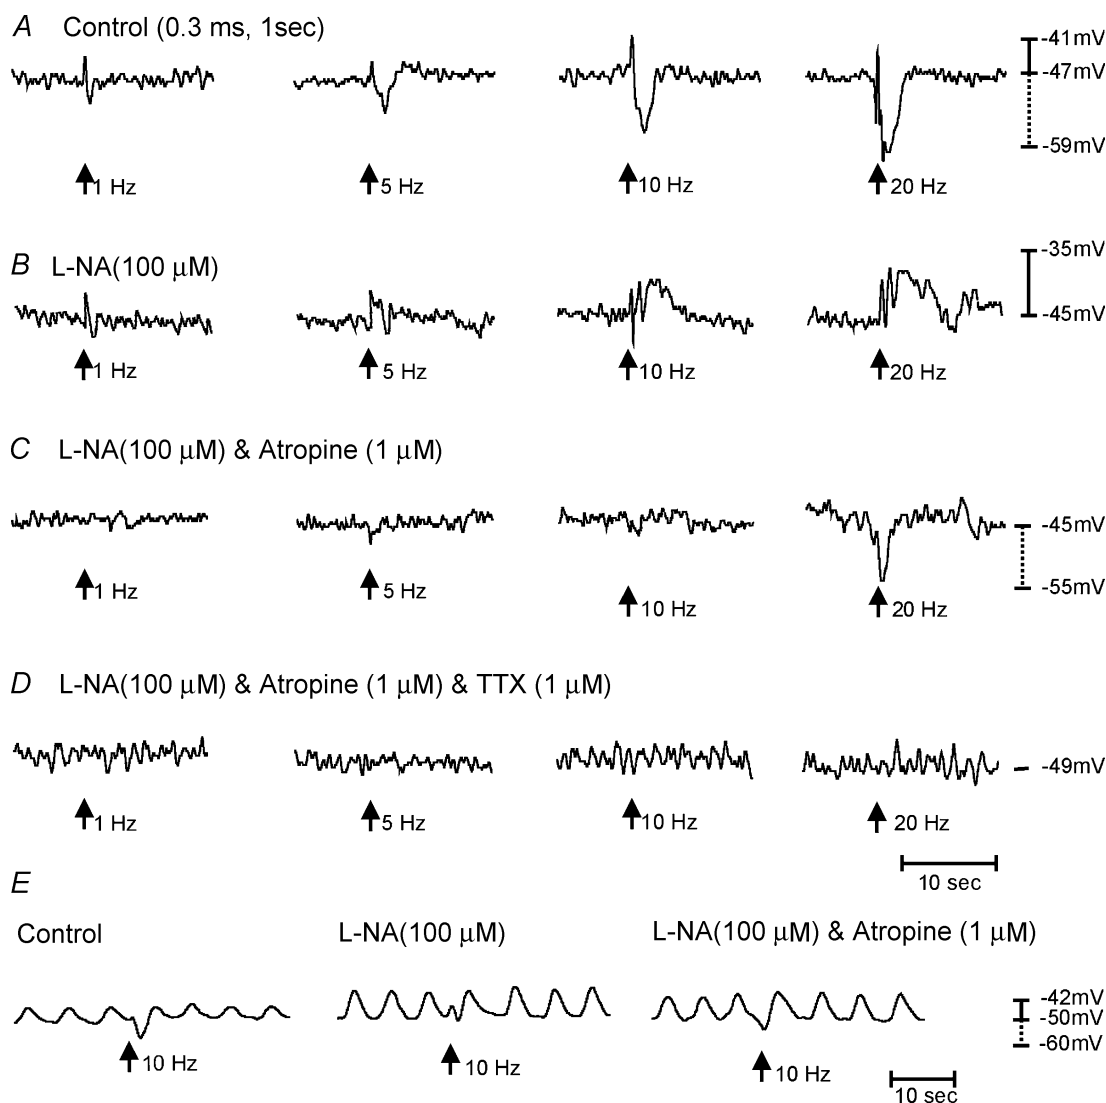 A Control (0.3 ms, 1sec)
-41mV
-47mV
-59mV
1 Hz 5 Hz 10 Hz 20 Hz
B L-NA(100 μM)
-35mV
-45mV
1 Hz 5 Hz 10 Hz 20 Hz
C L-NA(100 μM) & Atropine (1 μM)
-45mV
-55mV
1 Hz 5 Hz 10 Hz 20 Hz
D L-NA(100 μM) & Atropine (1 μM) & TTX (1 μM)
-49mV
1 Hz 5 Hz 10 Hz 20 Hz
10 sec
E
Control L-NA(100 μM) L-NA(100 μM) & Atropine (1 μM)
-42mV
-50mV
-60mV
10 Hz 10 Hz 10 Hz
10 sec